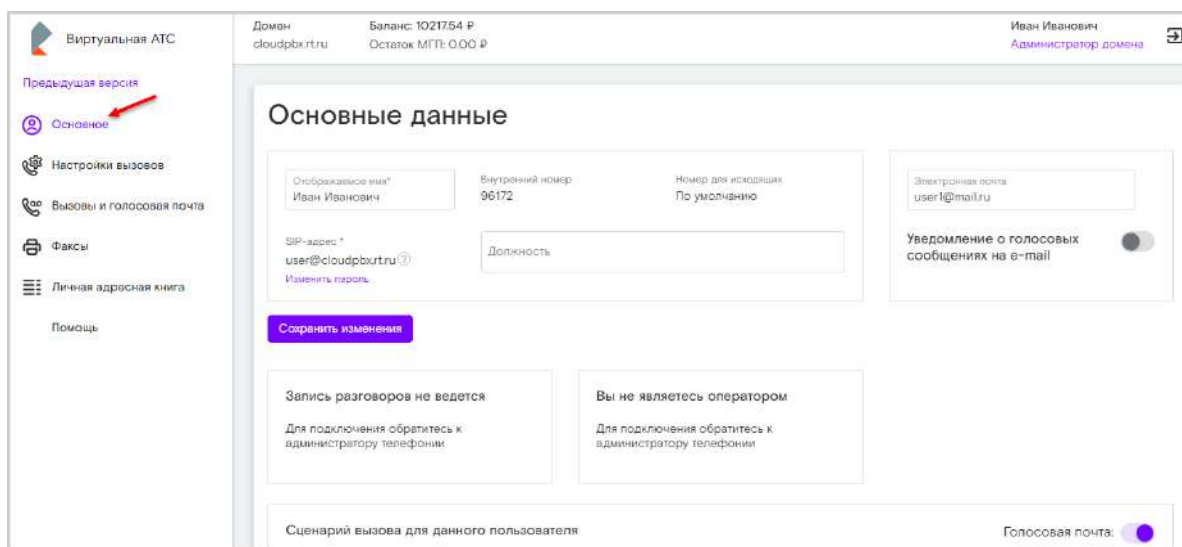 Виртуальная АТС
Домен
cloudpbx.rt.ru
Баланс: 10217.54 ₽
Остаток МГП: 0.00 ₽
Иван Иванович
Администратор домена
Предыдущая версия
Основное
Настройки вызовов
Вызовы и голосовая почта
Факсы
Личная адресная книга
Помощь
Основные данные
Отображаемое имя*
Иван Иванович
Внутренний номер
96172
Номер для исходящих
По умолчанию
SIP-адрес *
user@cloudpbx.rt.ru
Изменить пароль
Должность
Электронная почта
user1@mail.ru
Уведомление о голосовых
сообщениях на e-mail
Сохранить изменения
Запись разговоров не ведется
Для подключения обратитесь к
администратору телефонии
Вы не являетесь оператором
Для подключения обратитесь к
администратору телефонии
Сценарий вызова для данного пользователя
Голосовая почта: